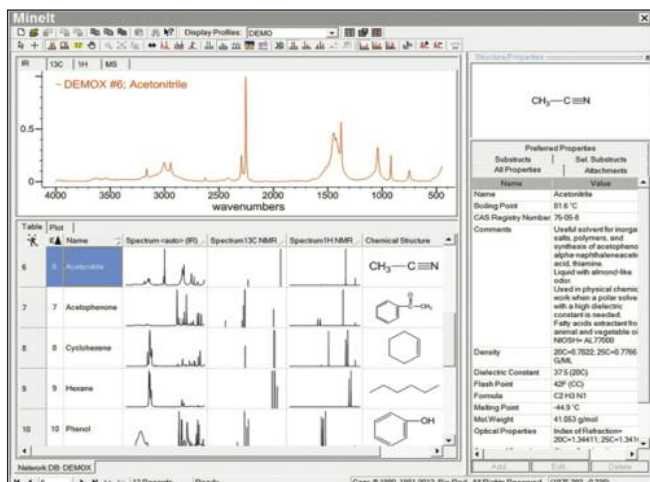 MineIt
Display Profiles: DEMO
IR 13C 1H MS
DEMOX #6; Acetonitrile
0.5
0
4000 3500 3000 2500 2000 1500 1000 500
wavenumbers
Structure/Properties
CH₃—C≡N
Preferred Properties
Substructs Sel. Substructs
All Properties Attachments
Name Value
Name Acetonitrile
Boiling Point 81.6 °C
CAS Registry Number 75-05-8
Comments Useful solvent for inorga
salts, polymers, and
synthesis of acetopheno
alpha-naphthaleneacetic
acid, thiamine.
Liquid with almond-like
odor.
Used in physical chemic
work when a polar solve
with a high dielectric
constant is needed.
Fatty acids extractant fro
animal and vegetable oi
NIOSH= AL77000
Density 20C=0.7822; 25C=0.7766
G/ML
Dielectric Constant 37.5 (20C)
Flash Point 42F (CC)
Formula C2 H3 N1
Melting Point -44.9 °C
Mol.Weight 41.053 g/mol
Optical Properties Index of Refraction=
20C=1.34411; 25C=1.341
Add Edit Delete
Table Plot
Name Spectrum <auto> (IR) Spectrum13C NMR Spectrum1H NMR Chemical Structure
6 6 Acetonitrile CH₃—C≡N
7 7 Acetophenone O CH₃
8 8 Cyclohexene
9 9 Hexane
10 10 Phenol OH
Network:DB: DEMOX
Ready